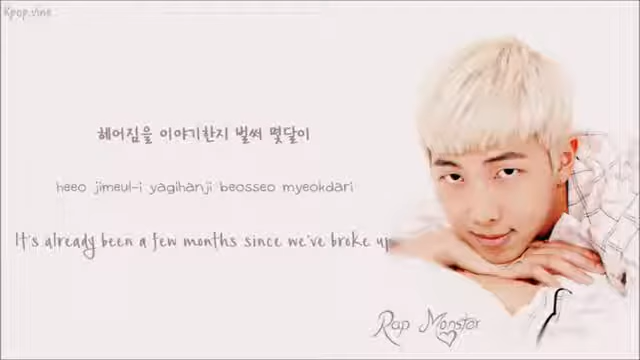 Kpop.vine
헤어짐을 이야기한지 벌써 몇달이
heeo jimeul-i yagihanji beosseo myeokdari
It's already been a few months since we've broke up
Rap Monster